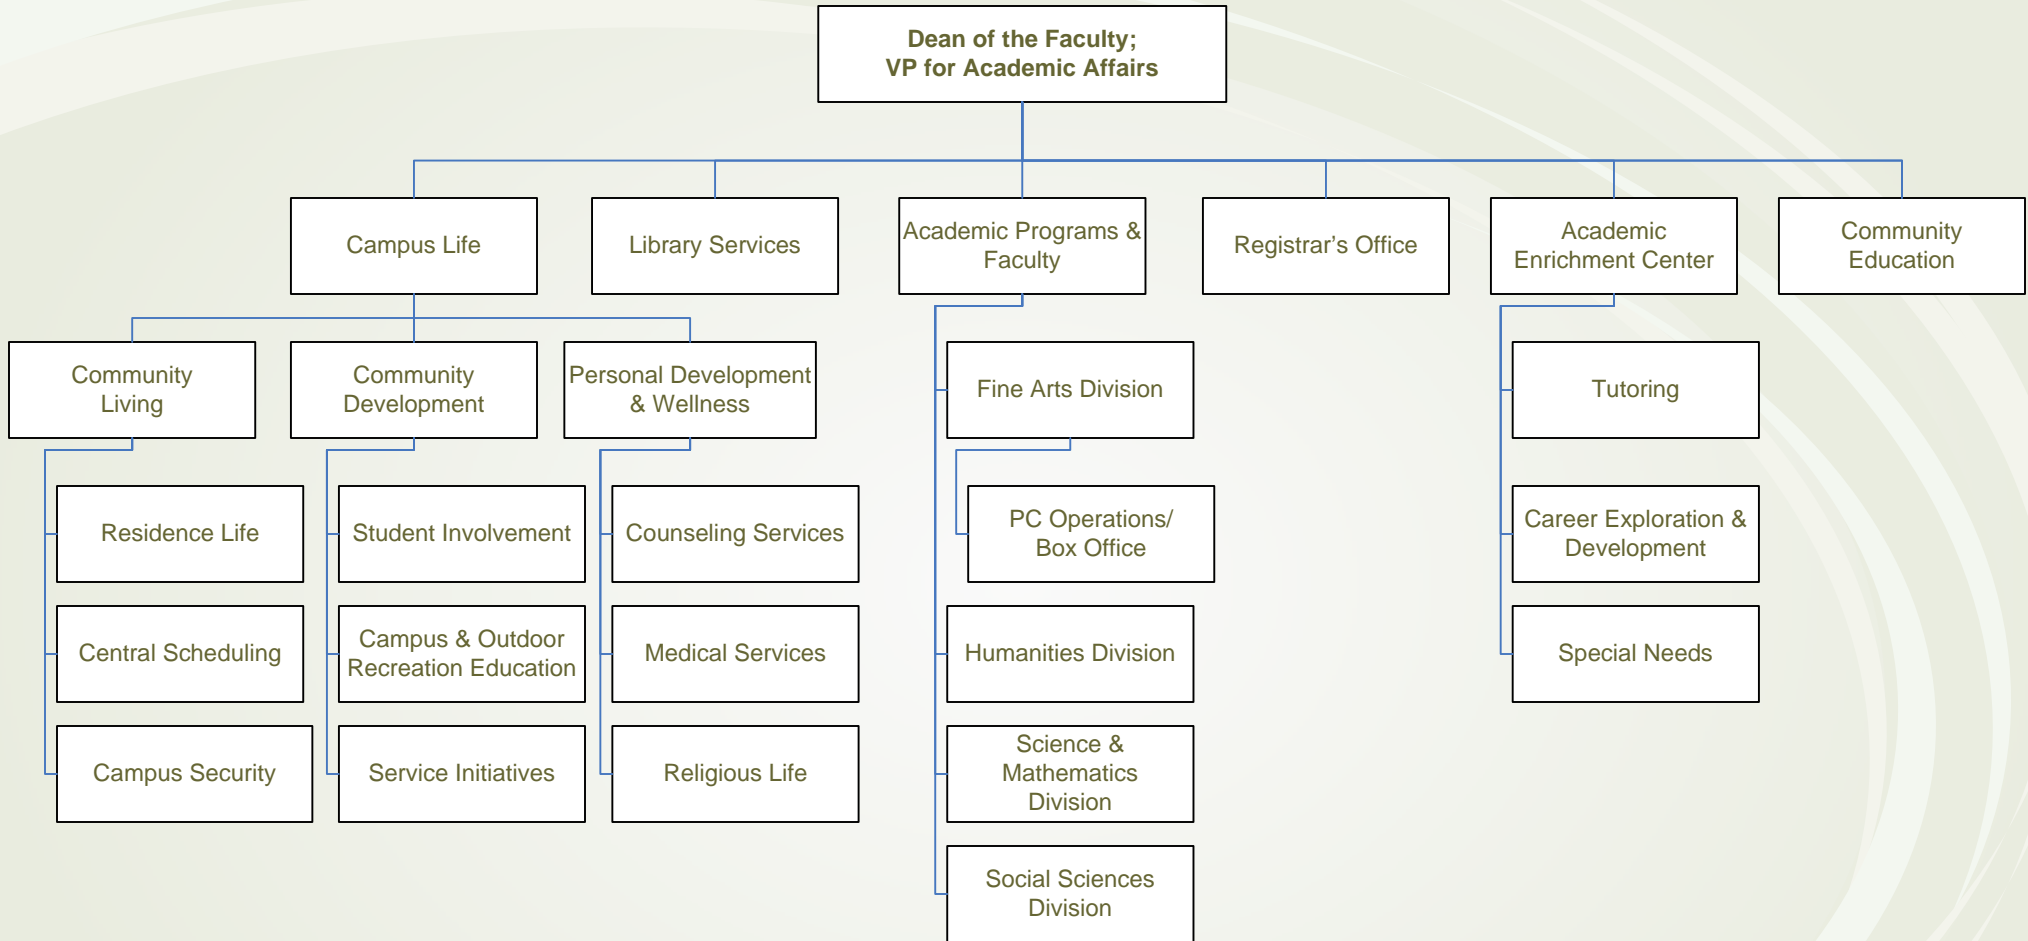 Dean of the Faculty;
VP for Academic Affairs
Campus Life
Library Services
Academic Programs &
Faculty
Registrar’s Office
Academic
Enrichment Center
Community
Education
Community
Living
Community
Development
Personal Development
& Wellness
Fine Arts Division
Tutoring
Residence Life
Student Involvement
Counseling Services
PC Operations/
Box Office
Career Exploration &
Development
Central Scheduling
Campus & Outdoor
Recreation Education
Medical Services
Humanities Division
Special Needs
Campus Security
Service Initiatives
Religious Life
Science &
Mathematics
Division
Social Sciences
Division